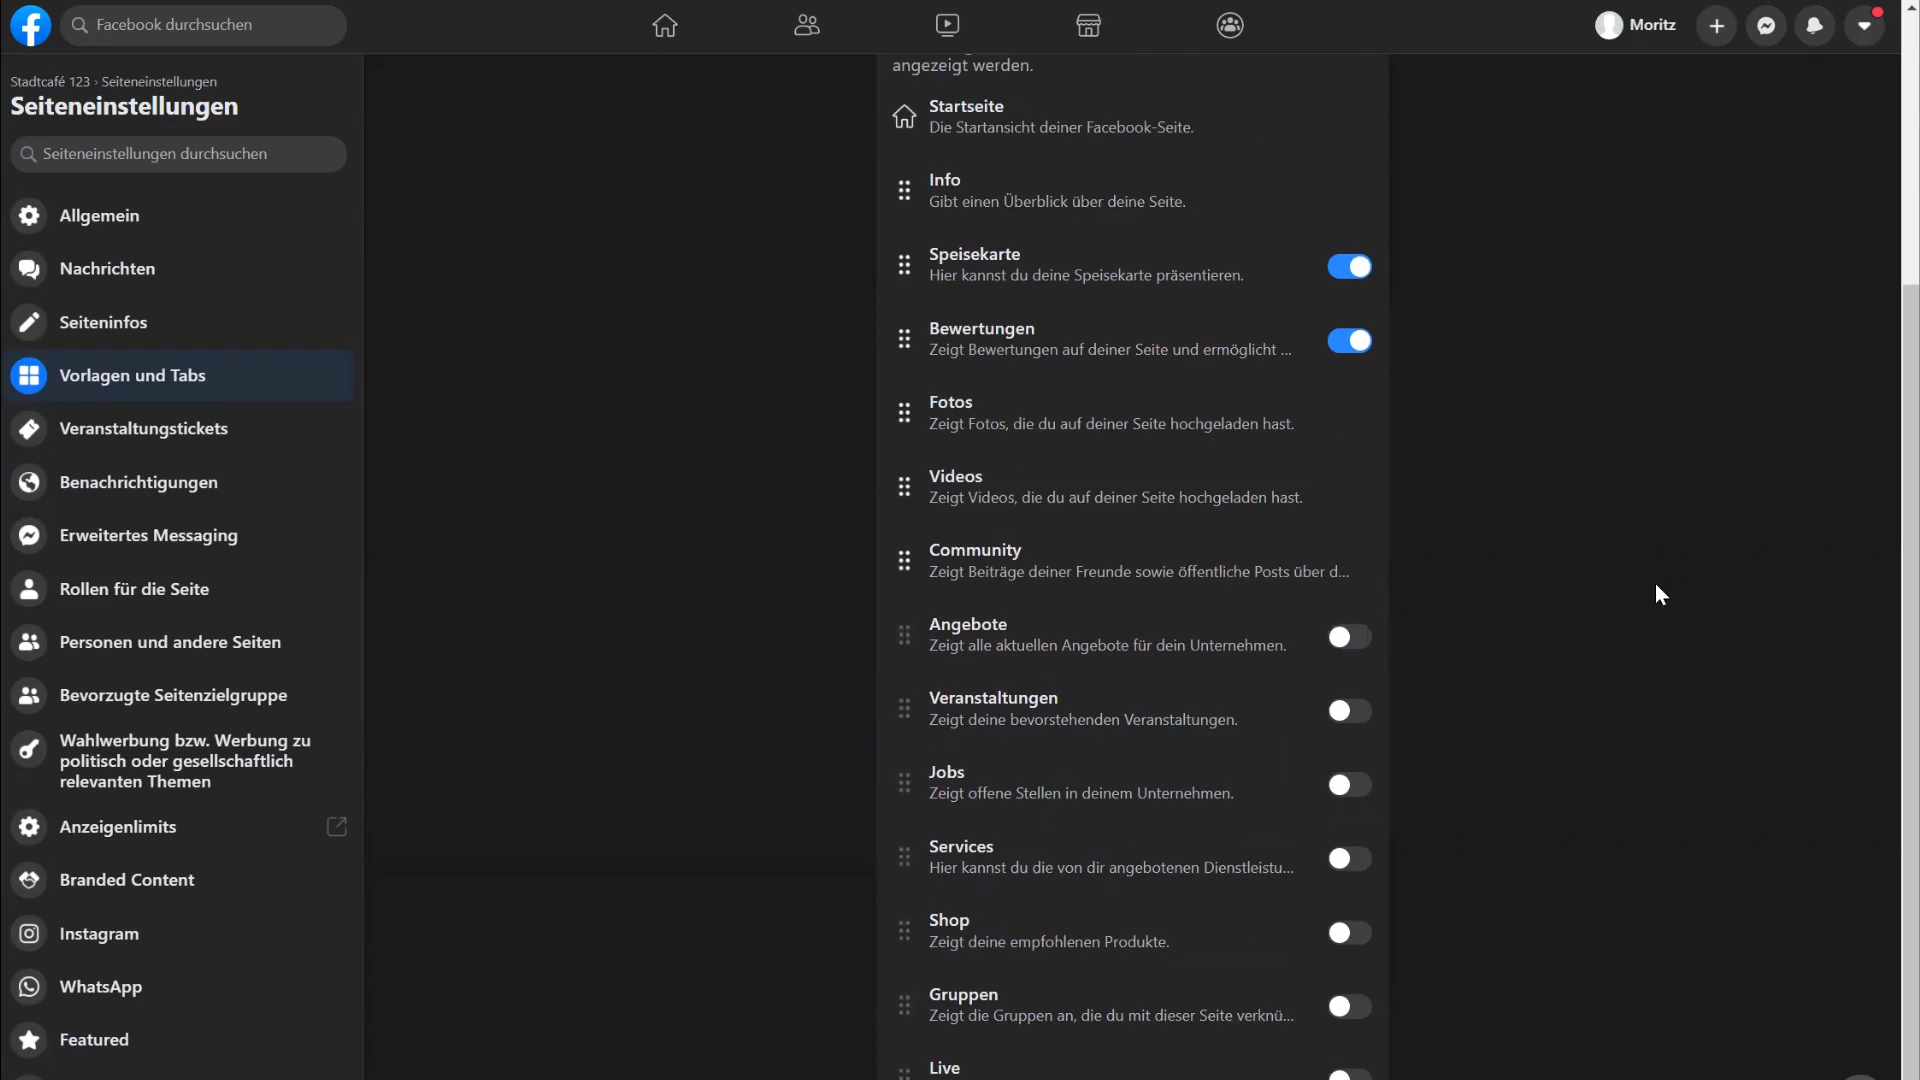 Facebook durchsuchen
Moritz
Stadtcafé 123 › Seiteneinstellungen
Seiteneinstellungen
Seiteneinstellungen durchsuchen
Allgemein
Nachrichten
Seiteninfos
Vorlagen und Tabs
Veranstaltungstickets
Benachrichtigungen
Erweitertes Messaging
Rollen für die Seite
Personen und andere Seiten
Bevorzugte Seitenzielgruppe
Wahlwerbung bzw. Werbung zu
politisch oder gesellschaftlich
relevanten Themen
Anzeigenlimits
Branded Content
Instagram
WhatsApp
Featured
angezeigt werden.
Startseite
Die Startansicht deiner Facebook-Seite.
Info
Gibt einen Überblick über deine Seite.
Speisekarte
Hier kannst du deine Speisekarte präsentieren.
Bewertungen
Zeigt Bewertungen auf deiner Seite und ermöglicht ...
Fotos
Zeigt Fotos, die du auf deiner Seite hochgeladen hast.
Videos
Zeigt Videos, die du auf deiner Seite hochgeladen hast.
Community
Zeigt Beiträge deiner Freunde sowie öffentliche Posts über d...
Angebote
Zeigt alle aktuellen Angebote für dein Unternehmen.
Veranstaltungen
Zeigt deine bevorstehenden Veranstaltungen.
Jobs
Zeigt offene Stellen in deinem Unternehmen.
Services
Hier kannst du die von dir angebotenen Dienstleistu...
Shop
Zeigt deine empfohlenen Produkte.
Gruppen
Zeigt die Gruppen an, die du mit dieser Seite verknü...
Live